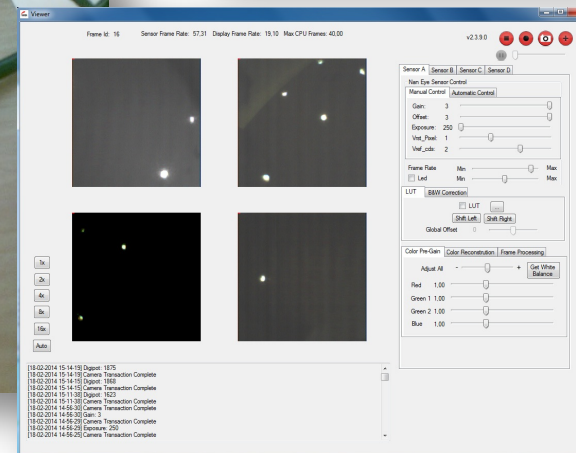 Viewer
Frame Id: 16 Sensor Frame Rate: 57,31 Display Frame Rate: 19,10 Max CPU Frames: 40,00
v2.3.9.0
Sensor A Sensor B Sensor C Sensor D
Nan Eye Sensor Control
Manual Control Automatic Control
Gain: 3
Offset: 3
Exposure: 250
Vrst_Pixel: 1
Vref_cds: 2
Frame Rate Min Max
Led Min Max
LUT B&W Correction
LUT ...
Shift Left Shift Right
Global Offset 0
Color Pre-Gain Color Reconstrution Frame Processing
Adjust All - + Get White Balance
Red 1,00
Green 1 1,00
Green 2 1,00
Blue 1,00
1x
2x
4x
8x
16x
Auto
[18-02-2014 15-14-19] Digipot: 1875
[18-02-2014 15-14-19] Camera Transaction Complete
[18-02-2014 15-14-15] Digipot: 1868
[18-02-2014 15-14-15] Camera Transaction Complete
[18-02-2014 15-11-38] Digipot: 1623
[18-02-2014 15-11-38] Camera Transaction Complete
[18-02-2014 14-56-30] Camera Transaction Complete
[18-02-2014 14-56-30] Gain: 3
[18-02-2014 14-56-29] Camera Transaction Complete
[18-02-2014 14-56-29] Exposure: 250
[18-02-2014 14-56-25] Camera Transaction Complete